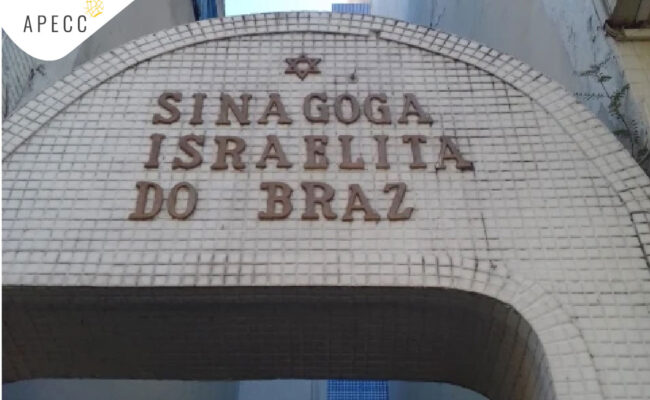 APECC
SINAGOGA
ISRAELITA
DO BRAZ